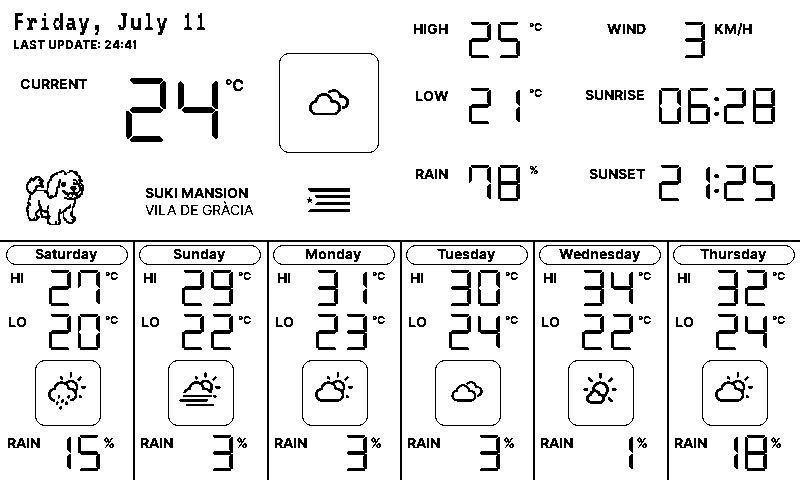 Friday, July 11
LAST UPDATE: 24:41
CURRENT 24 °C
HIGH 25 °C
WIND 3 KM/H
LOW 21 °C
SUNRISE 06:28
RAIN 78 %
SUNSET 21:25
SUKI MANSION
VILA DE GRÀCIA
Saturday
HI 27 °C
LO 20 °C
RAIN 15 %
Sunday
HI 29 °C
LO 22 °C
RAIN 3 %
Monday
HI 31 °C
LO 23 °C
RAIN 3 %
Tuesday
HI 30 °C
LO 24 °C
RAIN 3 %
Wednesday
HI 34 °C
LO 22 °C
RAIN 1 %
Thursday
HI 32 °C
LO 24 °C
RAIN 18 %